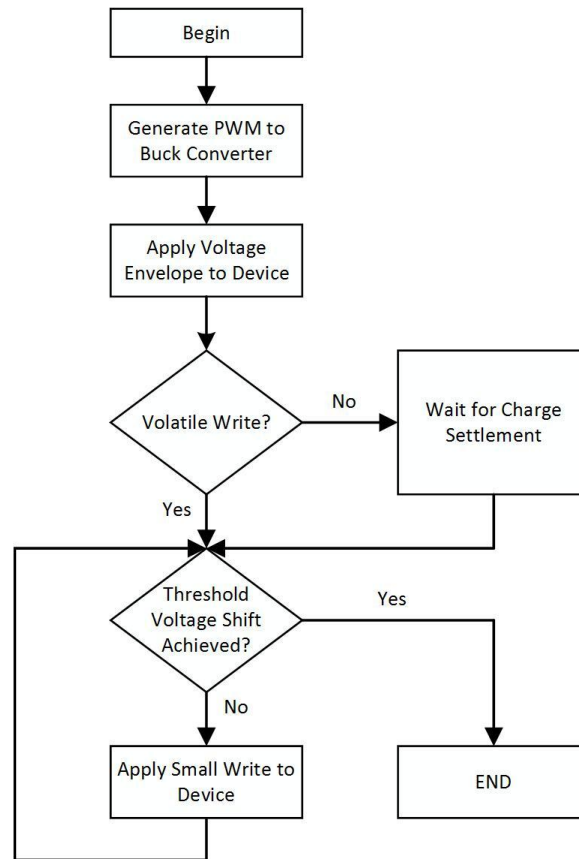 Begin
Generate PWM to
Buck Converter
Apply Voltage
Envelope to Device
Volatile Write?
No
Wait for Charge
Settlement
Yes
Threshold
Voltage Shift
Achieved?
Yes
No
Apply Small Write to
Device
END